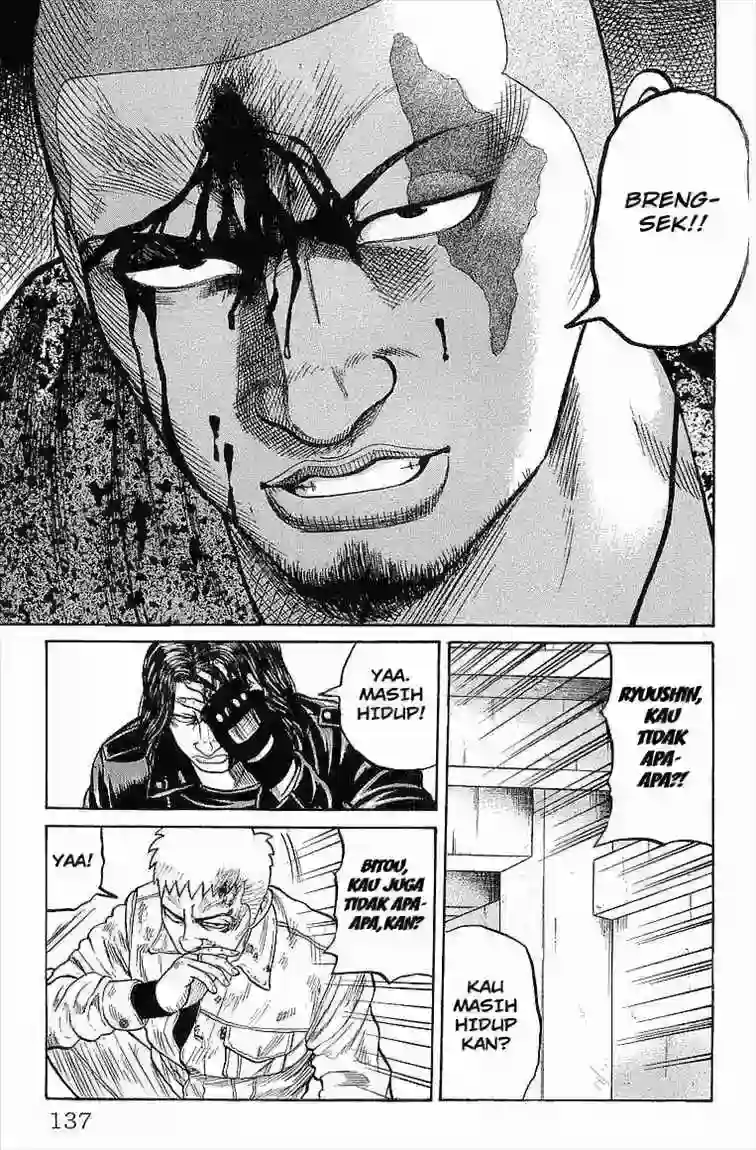 BRENG-
SEK!!
RYUUSHIN,
KAU
TIDAK
APA-
APA?!
KAU
MASIH
HIDUP
KAN?
YAA.
MASIH
HIDUP!
BITOU,
KAU JUGA
TIDAK APA-
APA, KAN?
YAA!
137